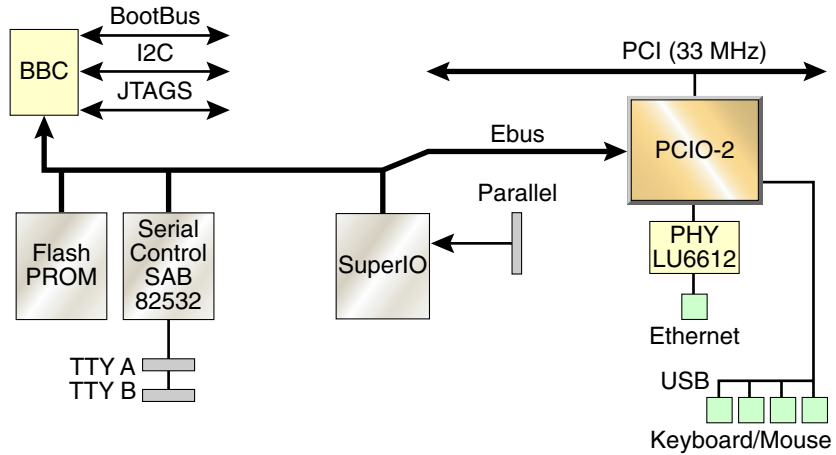 BootBus
I2C
JTAGS
BBC
PCI (33 MHz)
Ebus
PCIO-2
Parallel
Flash
PROM
Serial
Control
SAB
82532
SuperIO
PHY
LU6612
Ethernet
TTY A
TTY B
USB
Keyboard/Mouse